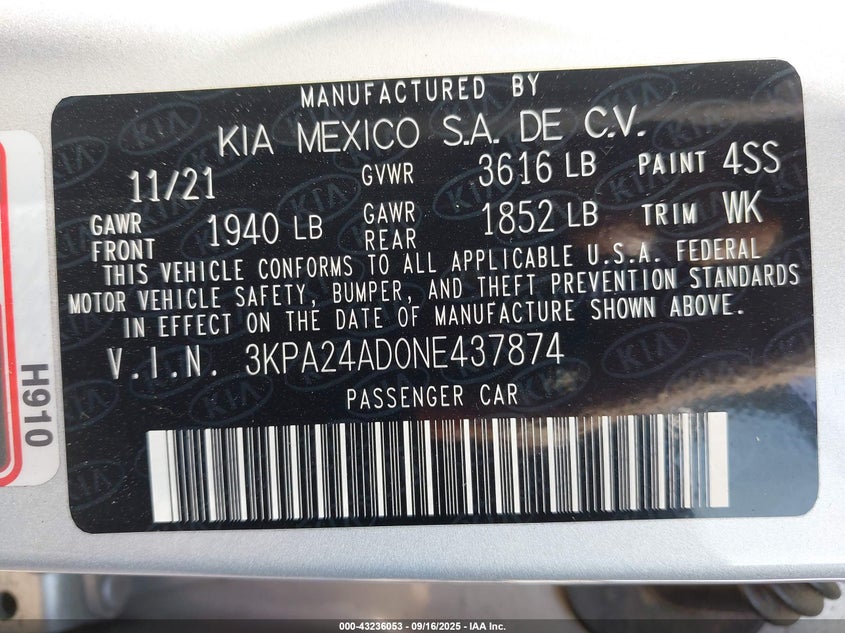 MANUFACTURED BY
KIA MEXICO S.A. DE C.V.
11/21 GVWR 3616 LB PAINT 4SS
GAWR FRONT 1940 LB GAWR REAR 1852 LB TRIM WK
THIS VEHICLE CONFORMS TO ALL APPLICABLE U.S.A. FEDERAL
MOTOR VEHICLE SAFETY, BUMPER, AND THEFT PREVENTION STANDARDS
IN EFFECT ON THE DATE OF MANUFACTURE SHOWN ABOVE.
V.I.N. 3KPA24AD0NE437874
PASSENGER CAR
H910
000-43236053 - 09/16/2025 - IAA Inc.